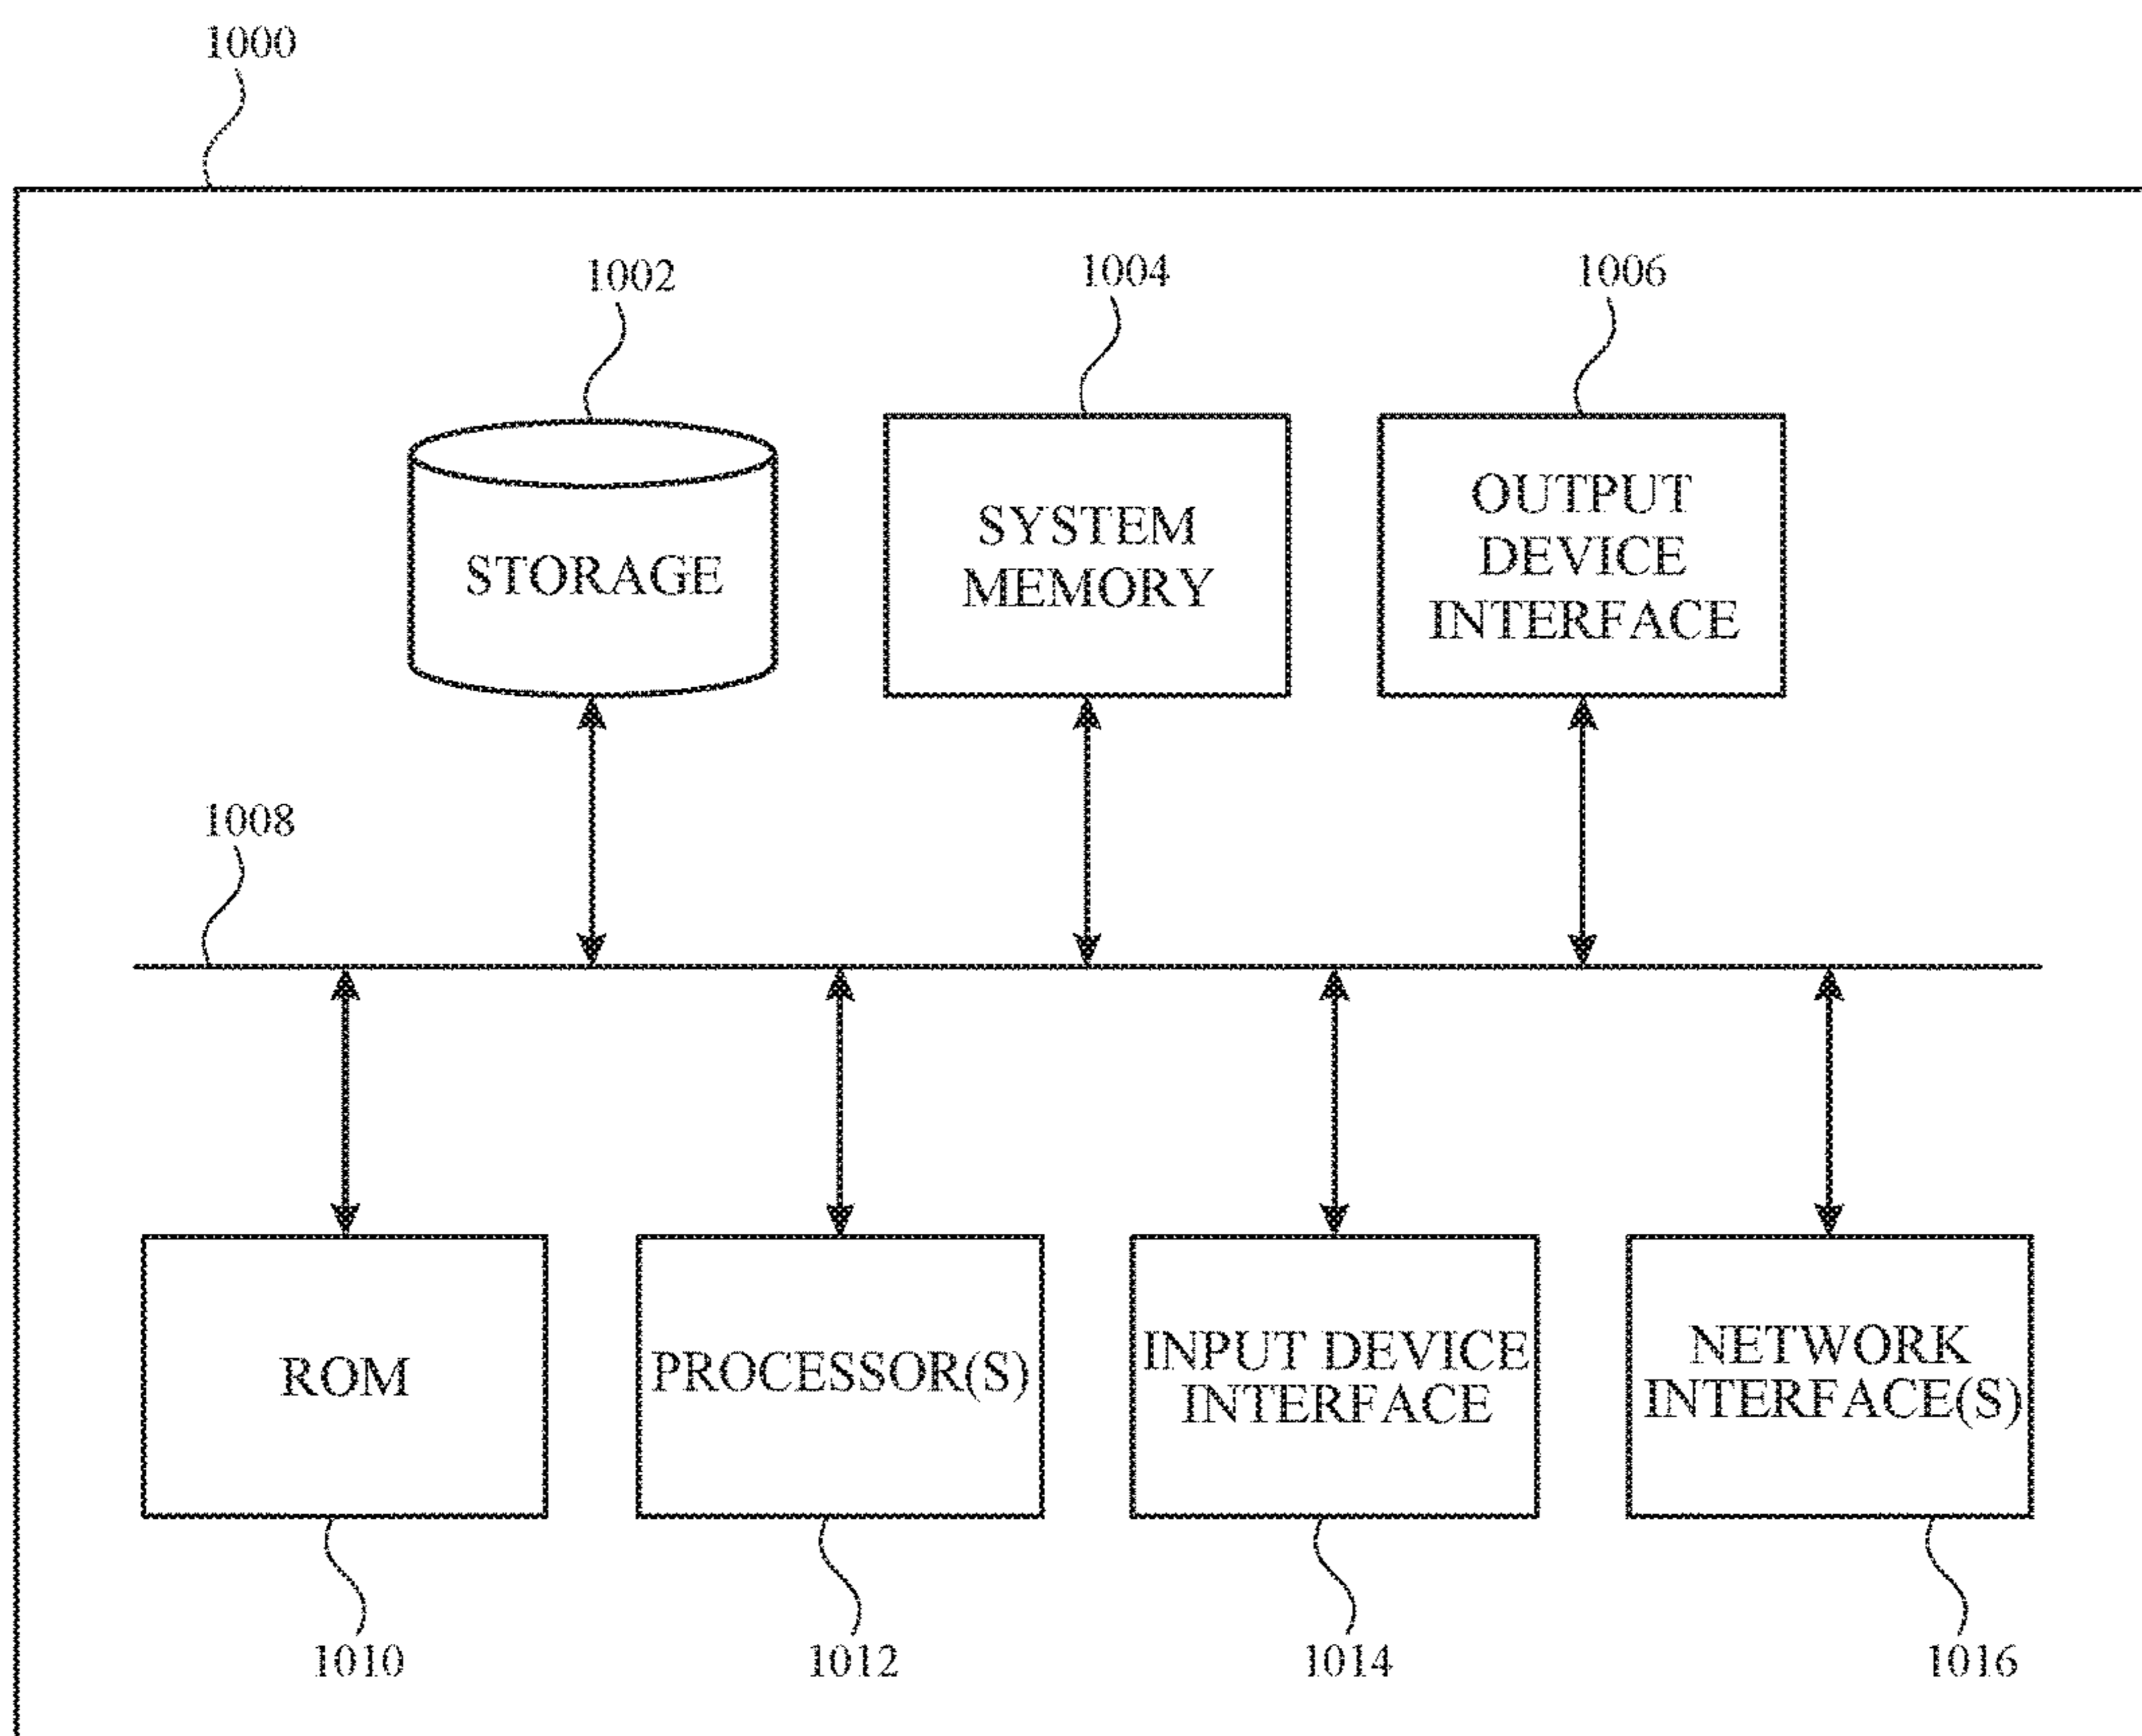 1000
1002
1004
1006
STORAGE
SYSTEM
MEMORY
OUTPUT
DEVICE
INTERFACE
1008
ROM
PROCESSOR(S)
INPUT DEVICE
INTERFACE
NETWORK
INTERFACE(S)
1010
1012
1014
1016